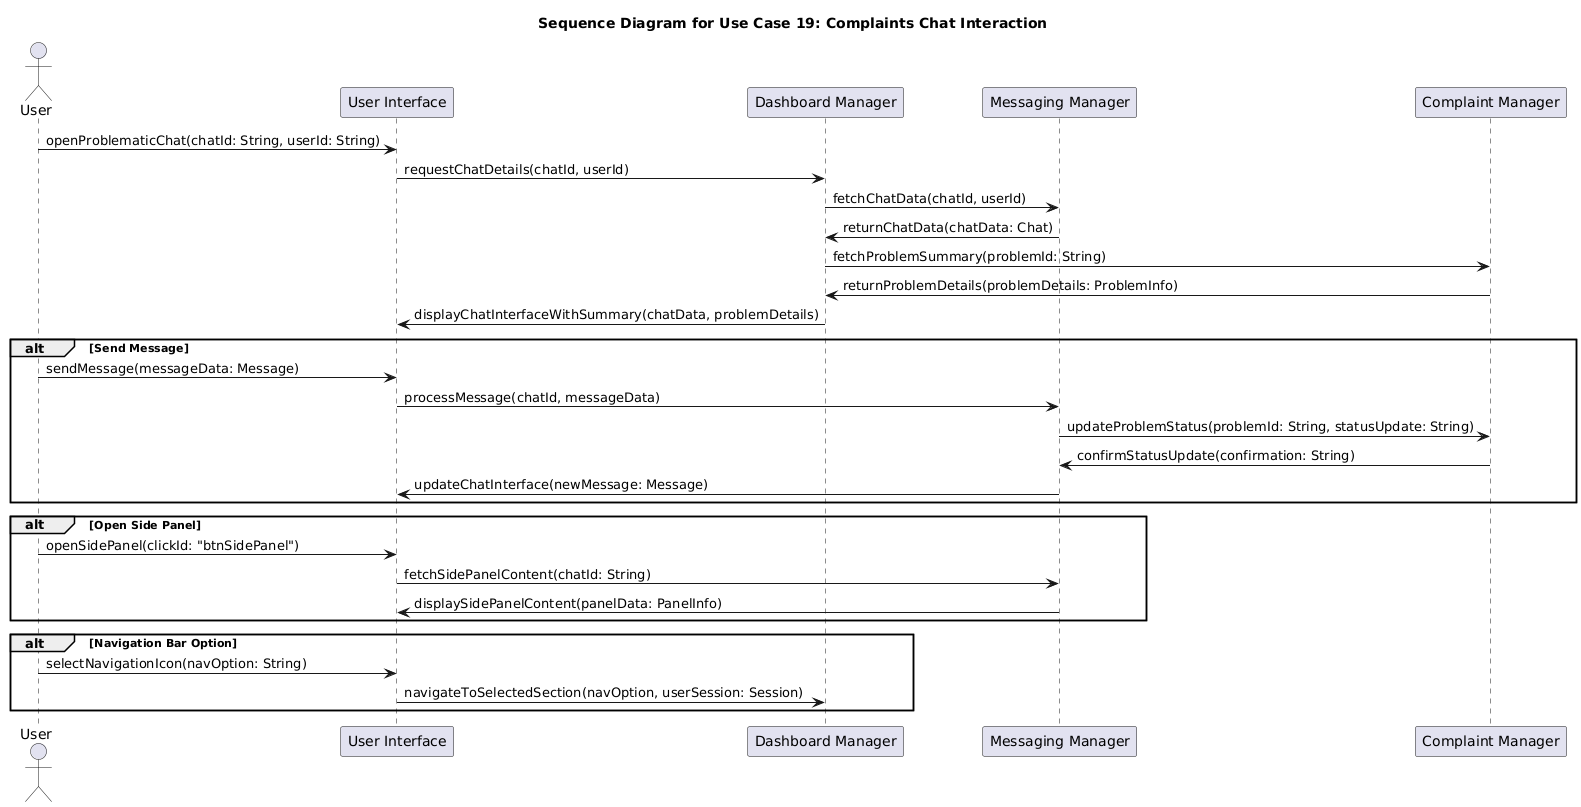 Sequence Diagram for Use Case 19: Complaints Chat Interaction
User
User Interface
Dashboard Manager
Messaging Manager
Complaint Manager
openProblematicChat(chatId: String, userId: String)
requestChatDetails(chatId, userId)
fetchChatData(chatId, userId)
returnChatData(chatData: Chat)
fetchProblemSummary(problemId: String)
returnProblemDetails(problemDetails: ProblemInfo)
displayChatInterfaceWithSummary(chatData, problemDetails)
alt [Send Message]
sendMessage(messageData: Message)
processMessage(chatId, messageData)
updateProblemStatus(problemId: String, statusUpdate: String)
confirmStatusUpdate(confirmation: String)
updateChatInterface(newMessage: Message)
alt [Open Side Panel]
openSidePanel(clickId: "btnSidePanel")
fetchSidePanelContent(chatId: String)
displaySidePanelContent(panelData: PanelInfo)
alt [Navigation Bar Option]
selectNavigationIcon(navOption: String)
navigateToSelectedSection(navOption, userSession: Session)
User
User Interface
Dashboard Manager
Messaging Manager
Complaint Manager